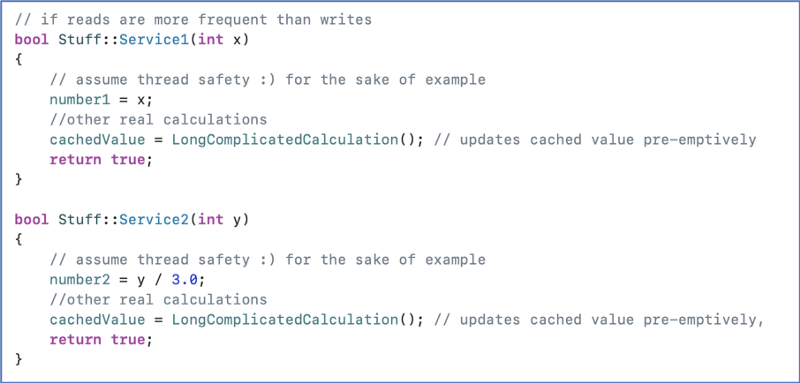 // if reads are more frequent than writes
bool Stuff::Service1(int x)
{
    // assume thread safety :) for the sake of example
    number1 = x;
    //other real calculations
    cachedValue = LongComplicatedCalculation(); // updates cached value pre-emptively
    return true;
}

bool Stuff::Service2(int y)
{
    // assume thread safety :) for the sake of example
    number2 = y / 3.0;
    //other real calculations
    cachedValue = LongComplicatedCalculation(); // updates cached value pre-emptively,
    return true;
}